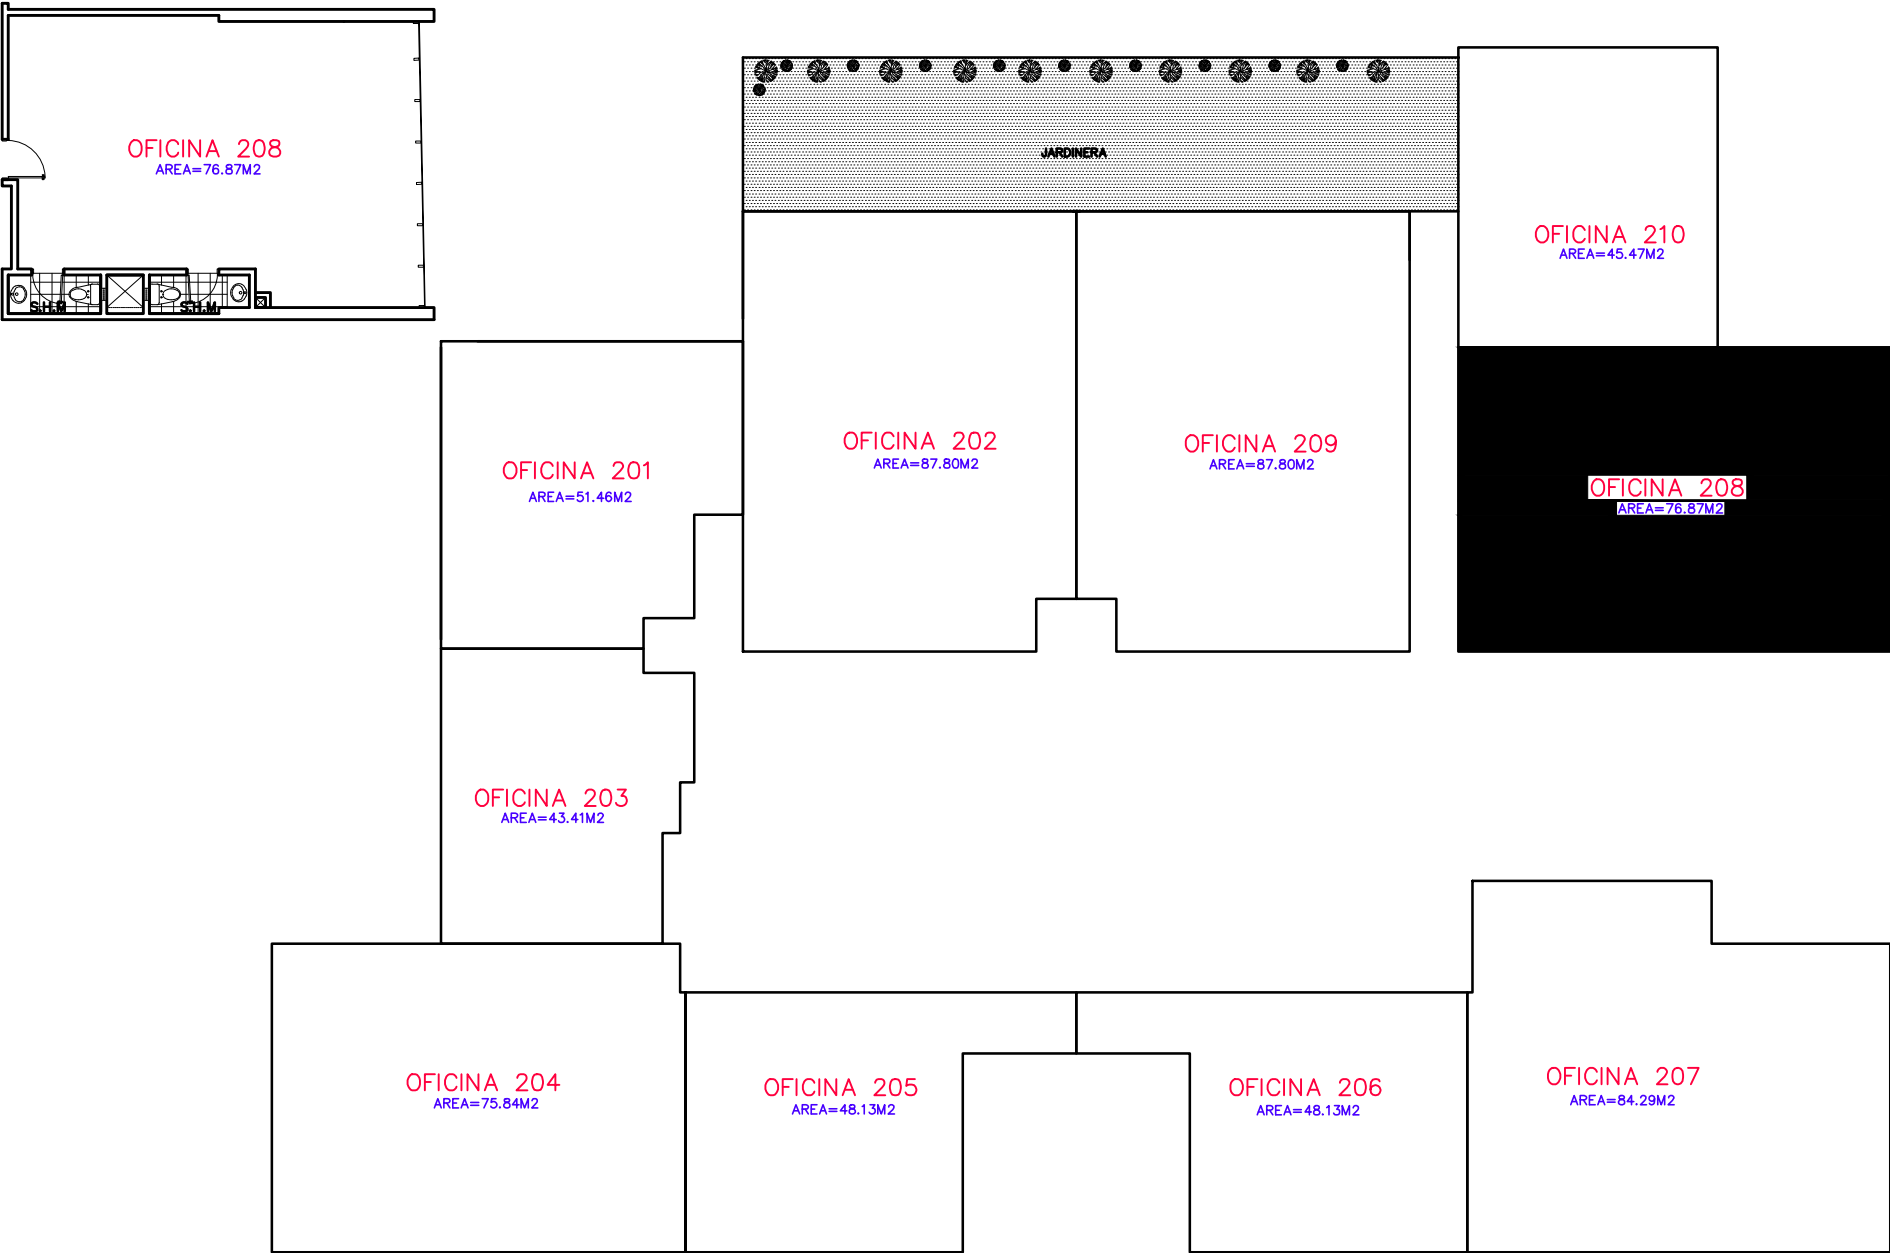 OFICINA 208
AREA=76.87M2
S.H.M
S.H.M
JARDINERA
OFICINA 210
AREA=45.47M2
OFICINA 201
AREA=51.46M2
OFICINA 202
AREA=87.80M2
OFICINA 209
AREA=87.80M2
OFICINA 208
AREA=76.87M2
OFICINA 203
AREA=43.41M2
OFICINA 204
AREA=75.84M2
OFICINA 205
AREA=48.13M2
OFICINA 206
AREA=48.13M2
OFICINA 207
AREA=84.29M2